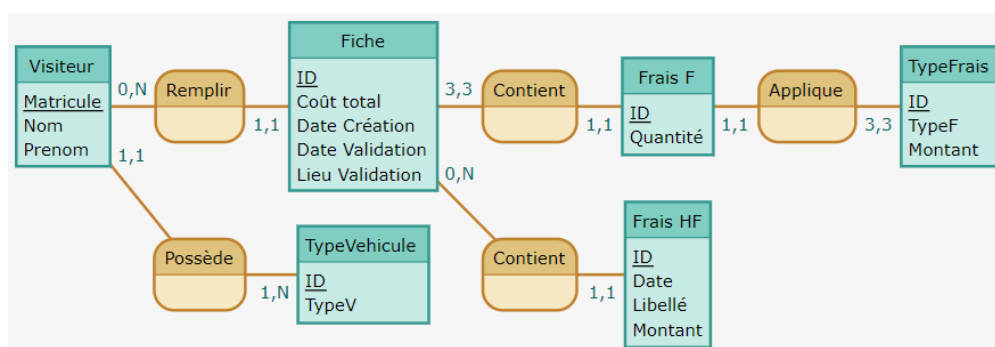 Visiteur
Matricule
Nom
Prenom
0,N
1,1
Remplir
1,1
Fiche
ID
Coût total
Date Création
Date Validation
Lieu Validation
3,3
0,N
Contient
1,1
Frais F
ID
Quantité
1,1
Applique
3,3
TypeFrais
ID
TypeF
Montant
Possède
1,N
TypeVehicule
ID
TypeV
Contient
1,1
Frais HF
ID
Date
Libellé
Montant